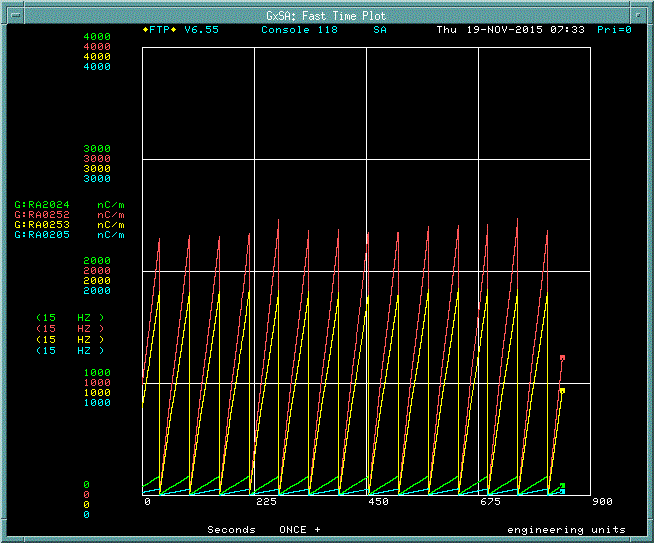 GxSA: Fast Time Plot
◆FTP◆ V6.55 Console 118 SA Thu 19-NOV-2015 07:33 Pri=0
4000
4000
4000
4000
3000
3000
3000
3000
G:RA2024 nC/m
G:RA0252 nC/m
G:RA0253 nC/m
G:RA0205 nC/m
2000
2000
2000
2000
(15 HZ )
(15 HZ )
(15 HZ )
(15 HZ )
1000
1000
1000
1000
0
0
0
0
0 225 450 675 900
Seconds ONCE + engineering units